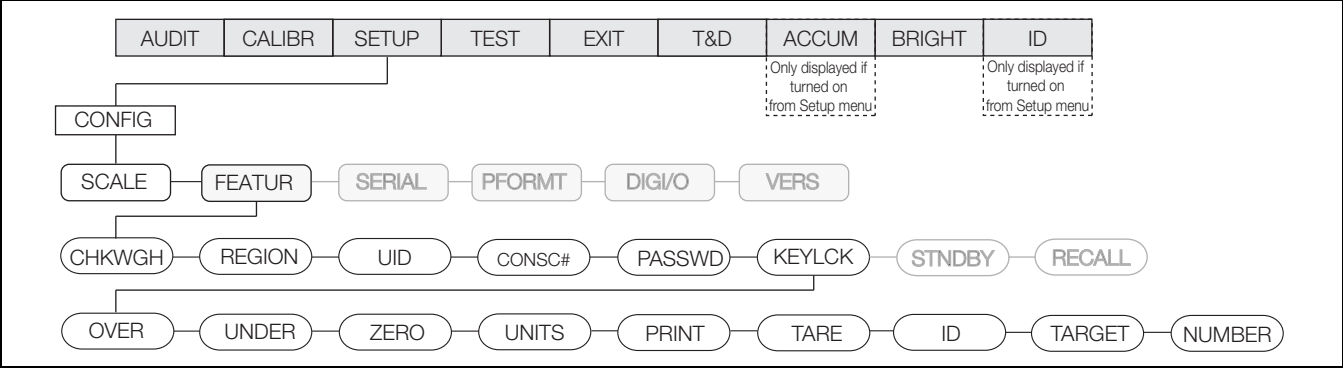 AUDIT CALIBR SETUP TEST EXIT T&D ACCUM BRIGHT ID
Only displayed if turned on from Setup menu
Only displayed if turned on from Setup menu
CONFIG
SCALE FEATUR SERIAL PFORMT DIGI/O VERS
CHKWGH REGION UID CONSC# PASSWD KEYLCK STNDBY RECALL
OVER UNDER ZERO UNITS PRINT TARE ID TARGET NUMBER